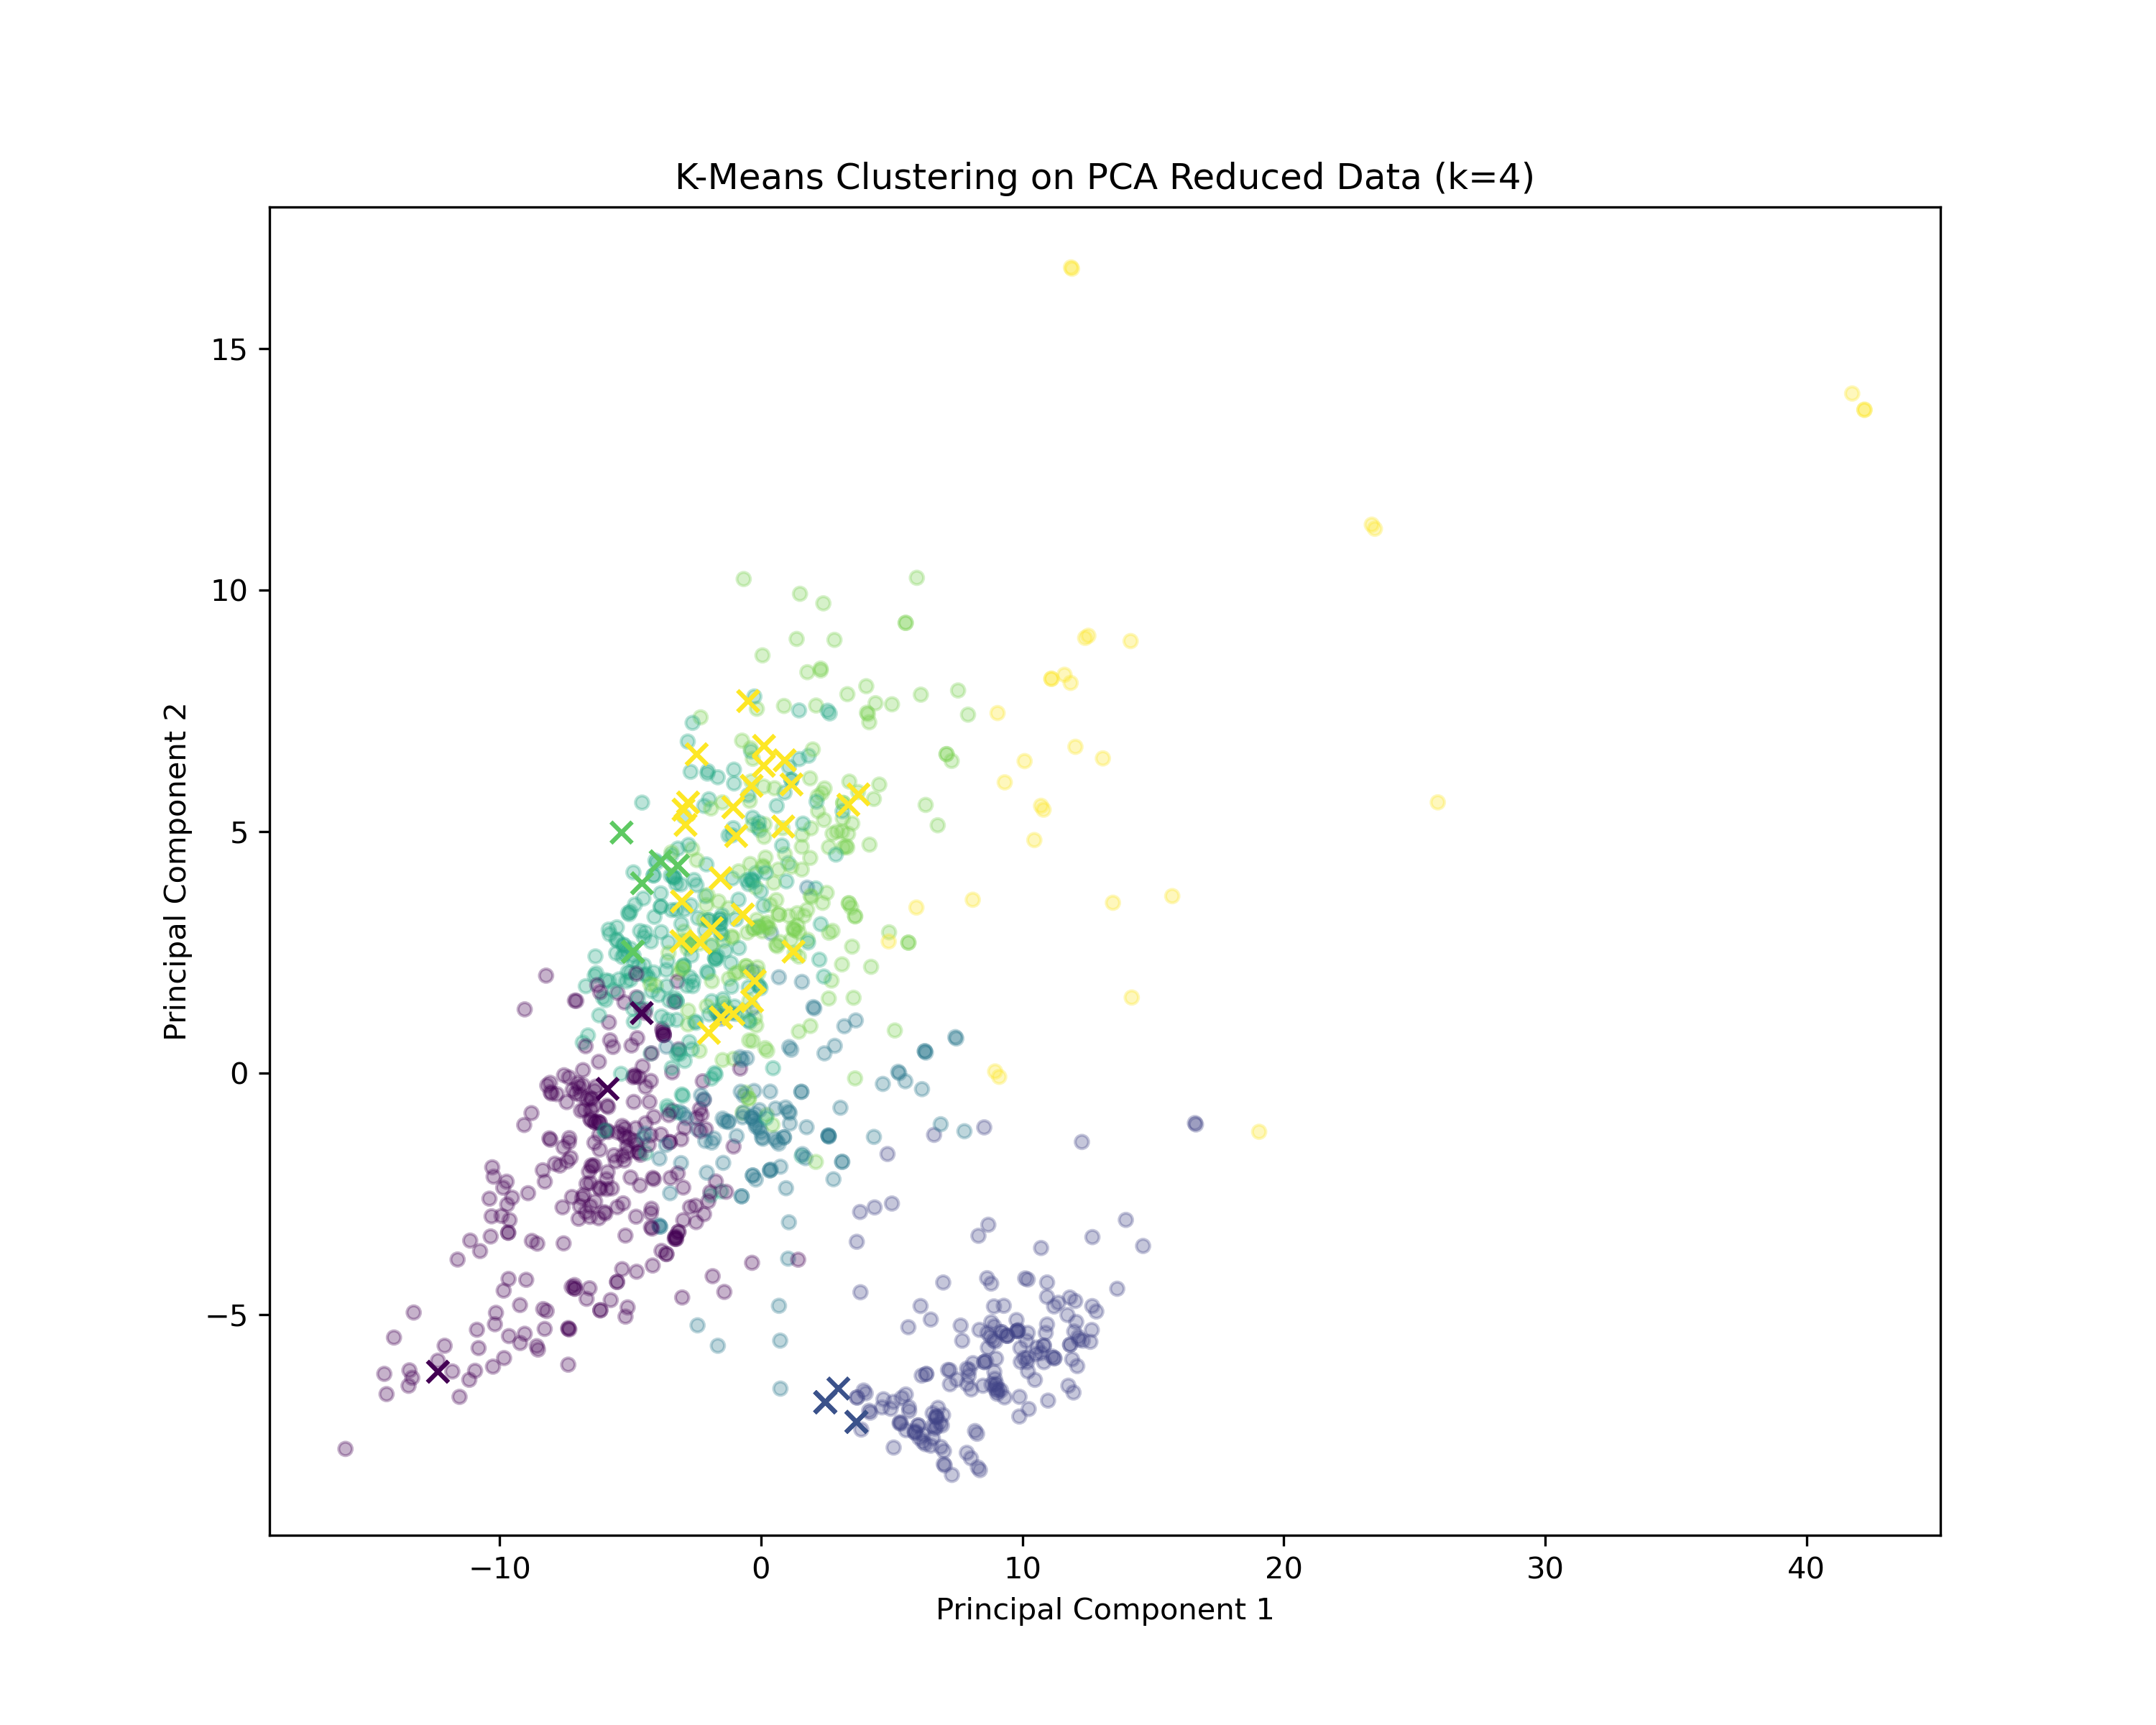 K-Means Clustering on PCA Reduced Data (k=4)
15
10
5
0
−5
Principal Component 2
−10 0 10 20 30 40
Principal Component 1